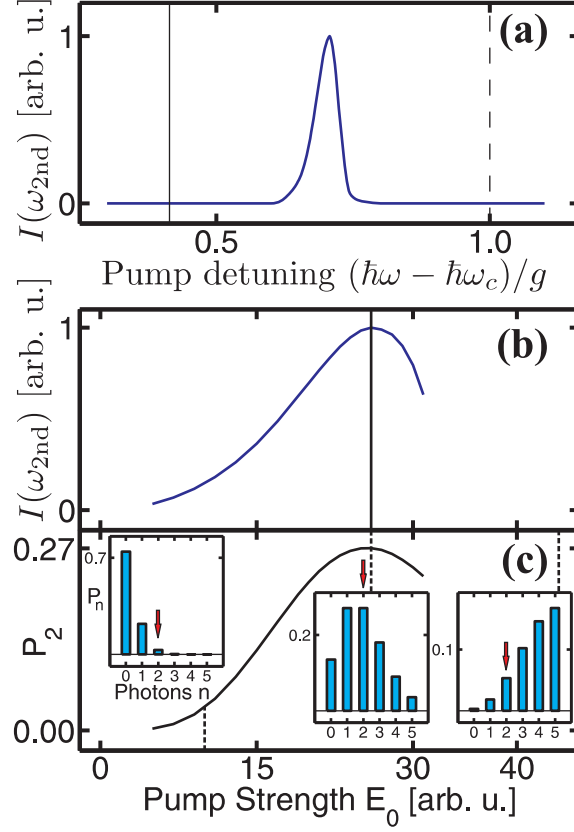 (a)
I(ω2nd) [arb. u.]
1
0
0.5 1.0
Pump detuning (ħω − ħωc)/g
(b)
I(ω2nd) [arb. u.]
1
0
(c)
P2
0.27
0.00
0.7
Pn
0 1 2 3 4 5
Photons n
0.2
0 1 2 3 4 5
0.1
0 1 2 3 4 5
0 15 30 40
Pump Strength E0 [arb. u.]